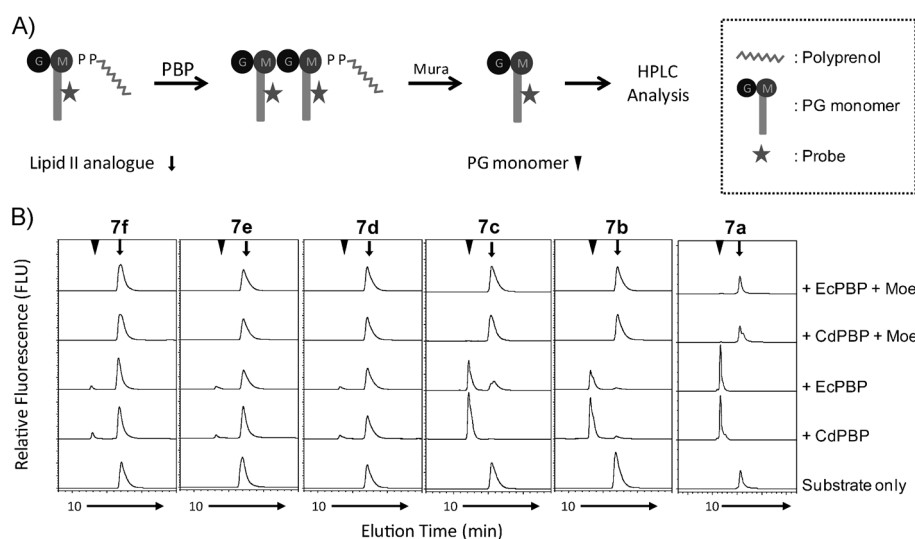 A)
G M P P
PBP
G M G M P P
Mura
G M
HPLC
Analysis
: Polyprenol
G M
: PG monomer
: Probe
Lipid II analogue
PG monomer
B)
7f 7e 7d 7c 7b 7a
Relative Fluorescence (FLU)
+ EcPBP + Moe
+ CdPBP + Moe
+ EcPBP
+ CdPBP
Substrate only
10 10 10 10 10 10
Elution Time (min)